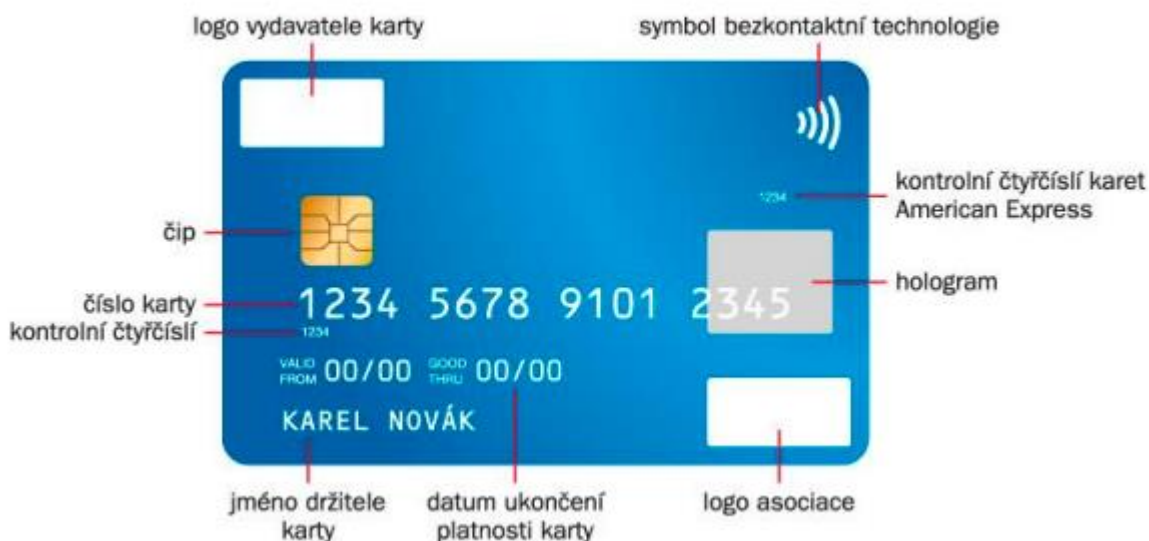 logo vydavatele karty
symbol bezkontaktní technologie
1234
kontrolní čtyřčíslí karet
American Express
čip
hologram
číslo karty
1234 5678 9101 2345
kontrolní čtyřčíslí
1234
VALID
FROM 00/00
GOOD
THRU 00/00
KAREL NOVÁK
jméno držitele
karty
datum ukončení
platnosti karty
logo asociace